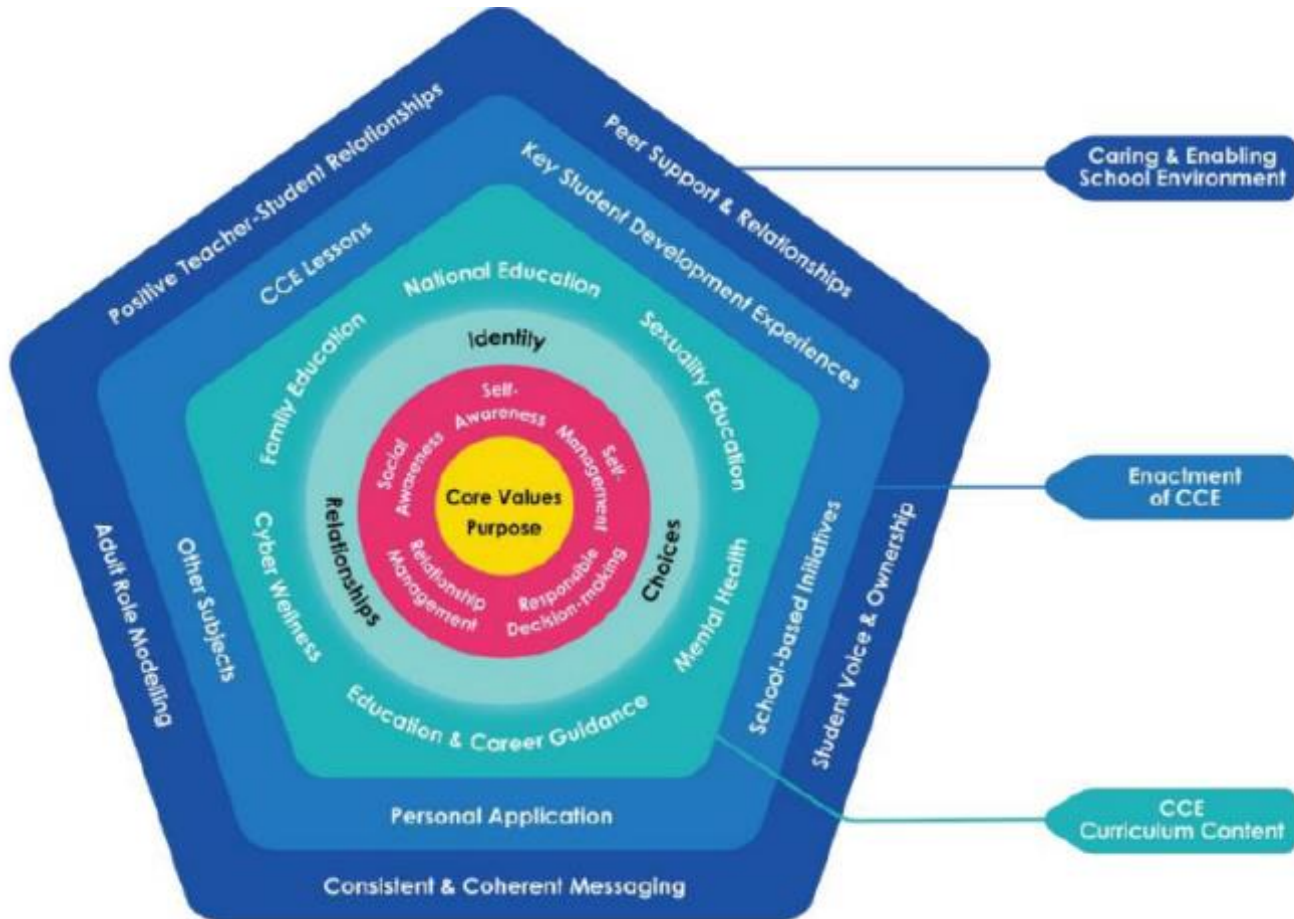 Positive Teacher-Student Relationships
Peer Support & Relationships
Student Voice & Ownership
Consistent & Coherent Messaging
Adult Role Modelling
CCE Lessons
Key Student Development Experiences
School-based Initiatives
Personal Application
Other Subjects
National Education
Sexuality Education
Mental Health
Education & Career Guidance
Cyber Wellness
Family Education
Identity
Choices
Relationships
Self-
Awareness
Self-
Management
Responsible
Decision-making
Relationship
Management
Social
Awareness
Core Values
Purpose
Caring & Enabling
School Environment
Enactment
of CCE
CCE
Curriculum Content